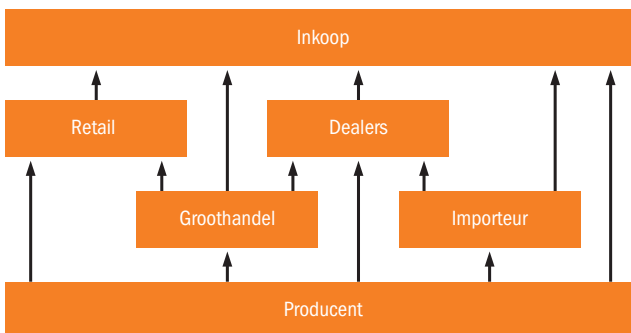 Inkoop
Retail
Dealers
Groothandel
Importeur
Producent